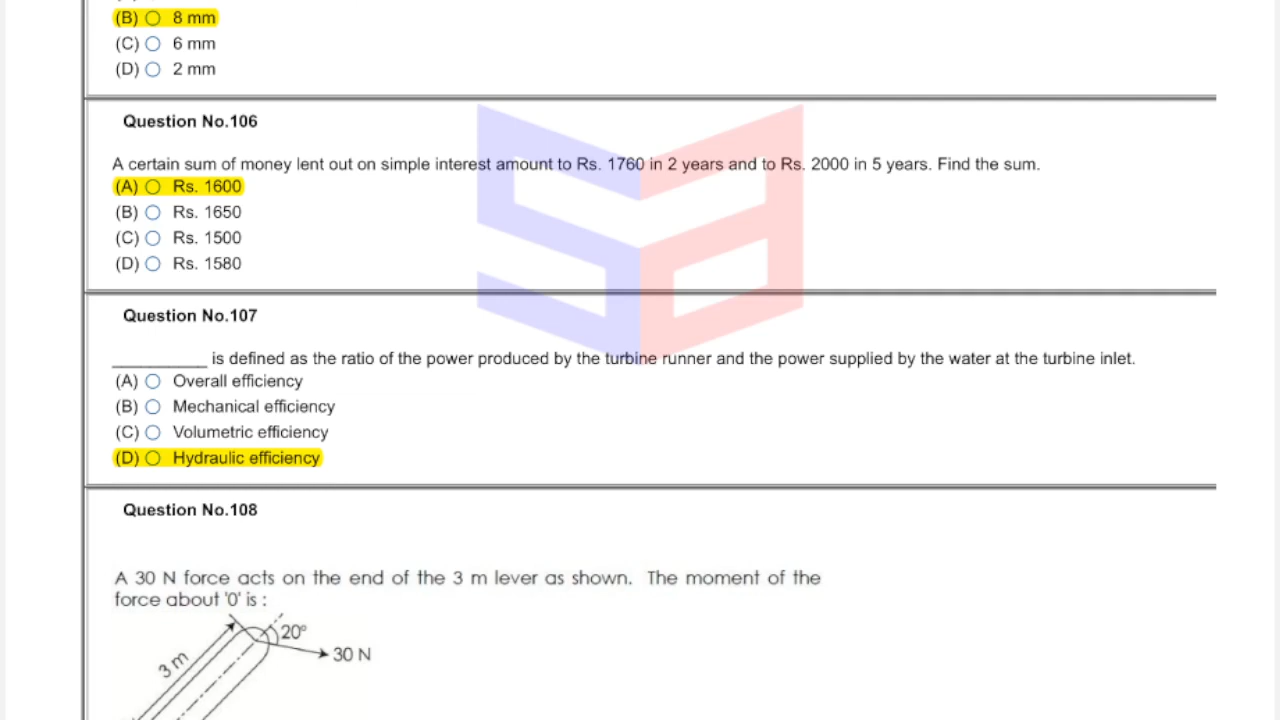 (B) 8 mm
(C) 6 mm
(D) 2 mm
Question No.106
A certain sum of money lent out on simple interest amount to Rs. 1760 in 2 years and to Rs. 2000 in 5 years. Find the sum.
(A) Rs. 1600
(B) Rs. 1650
(C) Rs. 1500
(D) Rs. 1580
Question No.107
__________ is defined as the ratio of the power produced by the turbine runner and the power supplied by the water at the turbine inlet.
(A) Overall efficiency
(B) Mechanical efficiency
(C) Volumetric efficiency
(D) Hydraulic efficiency
Question No.108
A 30 N force acts on the end of the 3 m lever as shown. The moment of the
force about '0' is :
20°
30 N
3 m